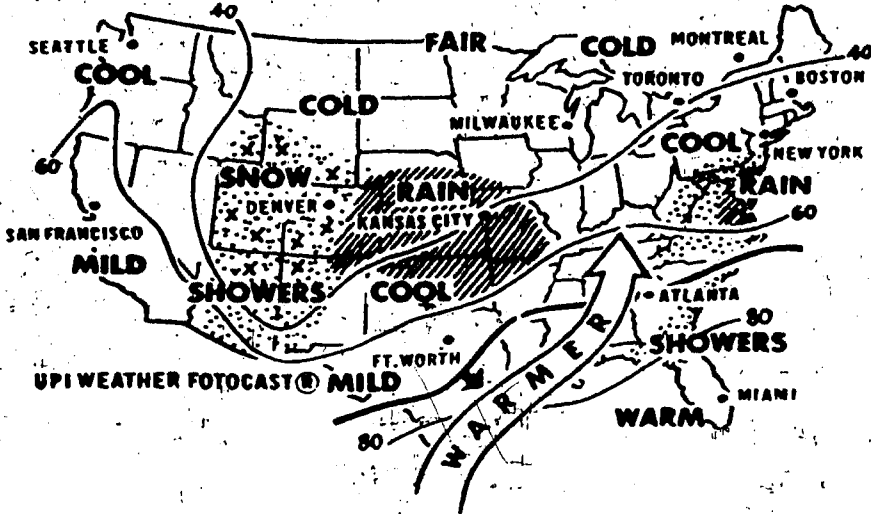 40
SEATTLE
COOL
FAIR
COLD
MONTREAL
40
TORONTO
BOSTON
COLD
MILWAUKEE
COOL
60
NEW YORK
SNOW
RAIN
RAIN
DENVER
KANSAS CITY
60
SAN FRANCISCO
MILD
SHOWERS
COOL
ATLANTA
80
SHOWERS
FT. WORTH
UPI WEATHER FOTOCAST ® MILD
MIAMI
WARM
80
WARMER